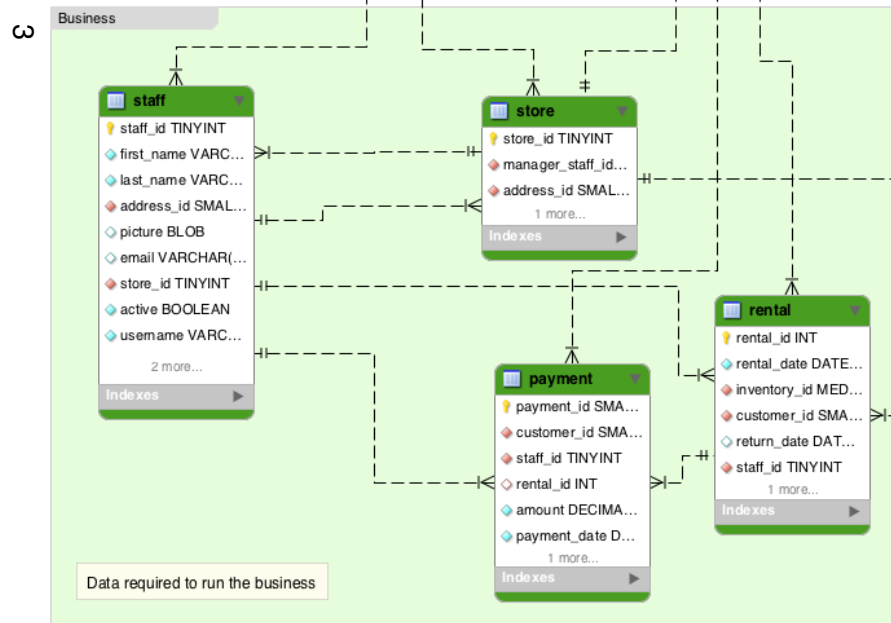 Business
3
staff
staff_id TINYINT
first_name VARC...
last_name VARC...
address_id SMAL...
picture BLOB
email VARCHAR(...
store_id TINYINT
active BOOLEAN
username VARC...
2 more...
Indexes
store
store_id TINYINT
manager_staff_id...
address_id SMAL...
1 more...
Indexes
payment
payment_id SMA...
customer_id SMA...
staff_id TINYINT
rental_id INT
amount DECIMA...
payment_date D...
1 more...
Indexes
rental
rental_id INT
rental_date DATE...
inventory_id MED...
customer_id SMA...
return_date DAT...
staff_id TINYINT
1 more...
Indexes
Data required to run the business